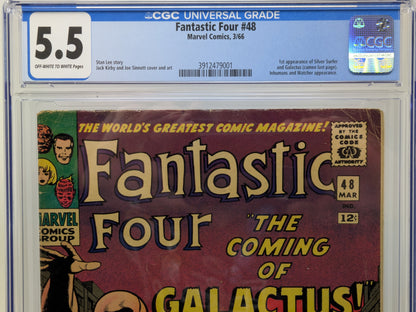 CGC UNIVERSAL GRADE
5.5
OFF-WHITE TO WHITE Pages
Fantastic Four #48
Marvel Comics, 3/66
Stan Lee story
Jack Kirby and Joe Sinnott cover and art
3912479001
1st appearance of Silver Surfer
and Galactus (cameo last page).
Inhumans and Watcher appearance.
CGC
THE WORLD'S GREATEST COMIC MAGAZINE!
APPROVED
BY THE
COMICS
CODE
AUTHORITY
Fantastic
Four
48
MAR
IND.
12¢
MARVEL
COMICS
GROUP
"THE
COMING
OF
GALACTUS!"